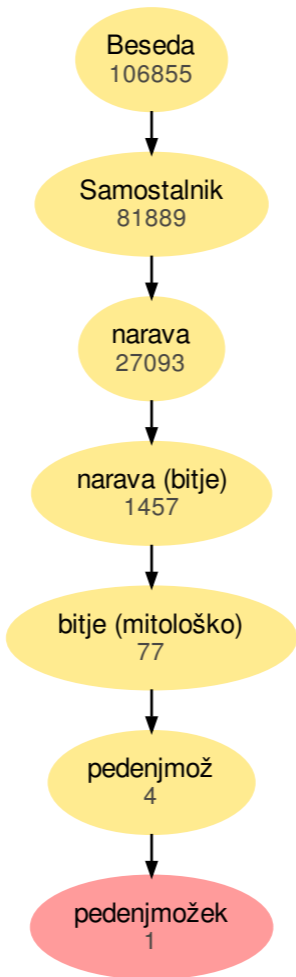 Beseda
106855
Samostalnik
81889
narava
27093
narava (bitje)
1457
bitje (mitološko)
77
pedenjmož
4
pedenjmožek
1